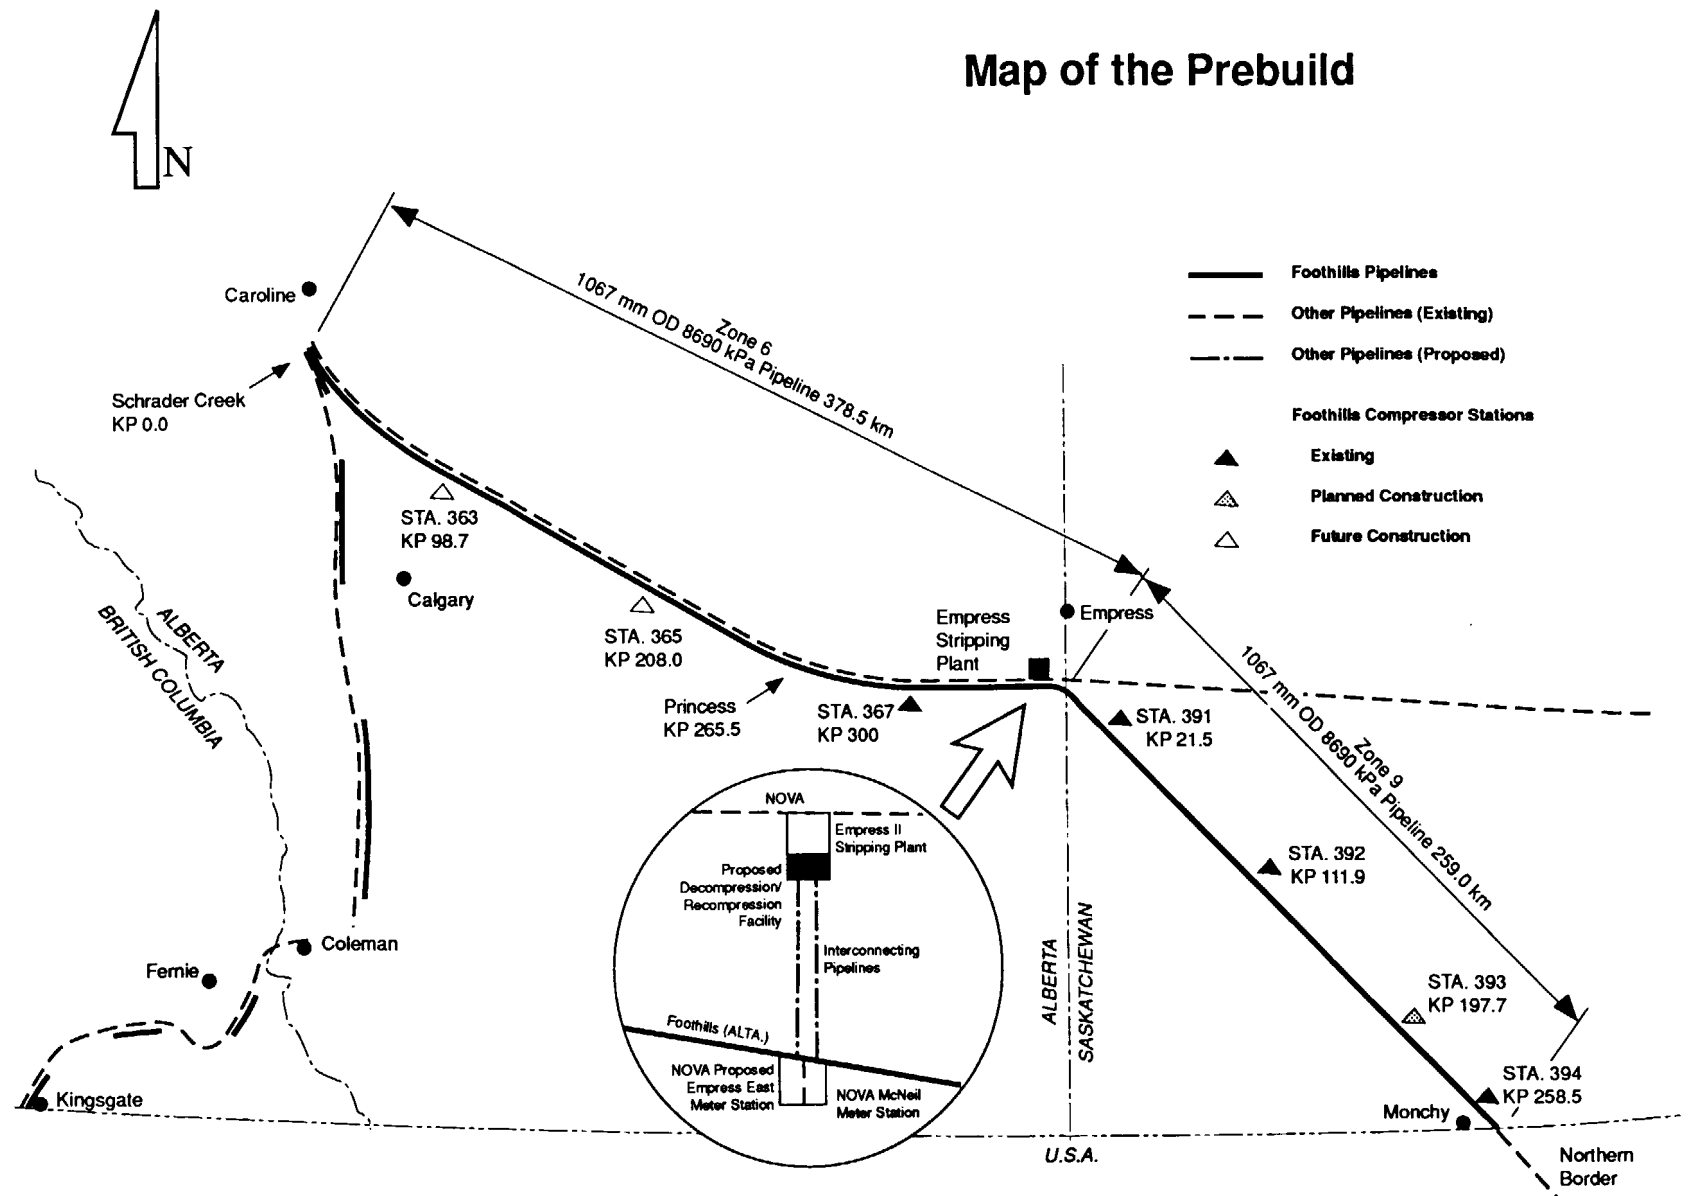 Map of the Prebuild
N
Caroline
Schrader Creek
KP 0.0
Zone 6
1067 mm OD 8690 kPa Pipeline 378.5 km
Foothills Pipelines
Other Pipelines (Existing)
Other Pipelines (Proposed)
Foothills Compressor Stations
Existing
Planned Construction
Future Construction
STA. 363
KP 98.7
Calgary
ALBERTA
BRITISH COLUMBIA
STA. 365
KP 208.0
Princess
KP 265.5
STA. 367
KP 300
Empress
Stripping
Plant
Empress
STA. 391
KP 21.5
Zone 9
1067 mm OD 8690 kPa Pipeline 259.0 km
STA. 392
KP 111.9
STA. 393
KP 197.7
STA. 394
KP 258.5
Monchy
Northern
Border
ALBERTA
SASKATCHEWAN
U.S.A.
NOVA
Empress II
Stripping Plant
Proposed
Decompression/
Recompression
Facility
Interconnecting
Pipelines
Foothills (ALTA.)
NOVA Proposed
Empress East
Meter Station
NOVA McNeil
Meter Station
Coleman
Fernie
Kingsgate